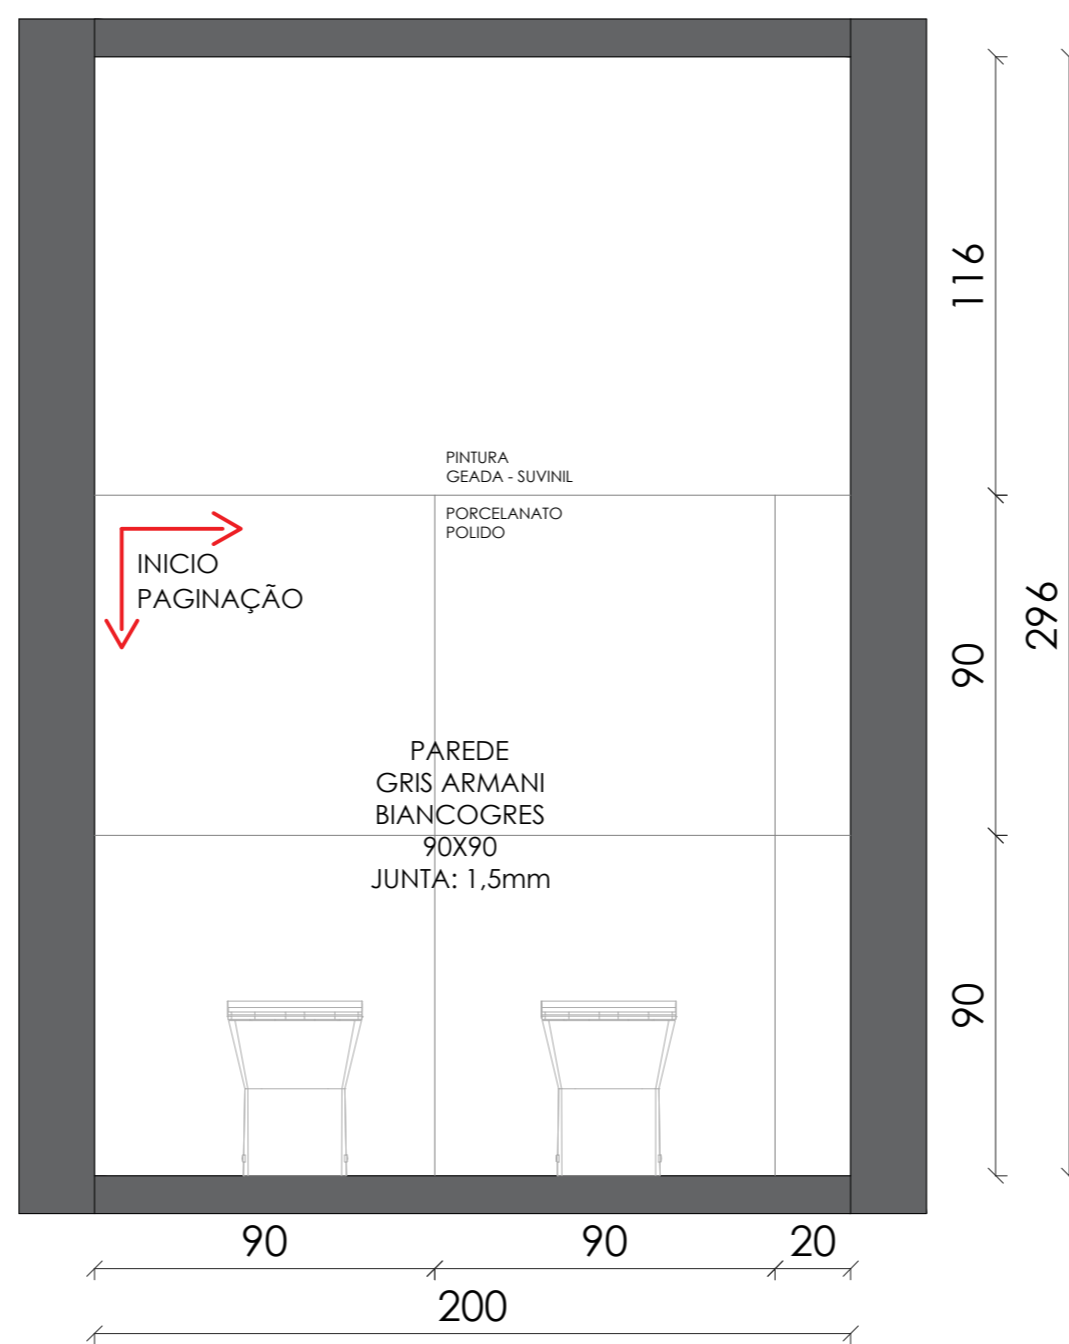 116
PINTURA
GEADA - SUVINIL
PORCELANATO
POLIDO
INICIO
PAGINAÇÃO
296
90
PAREDE
GRIS ARMANI
BIANCOGRES
90X90
JUNTA: 1,5mm
90
90
90
20
200